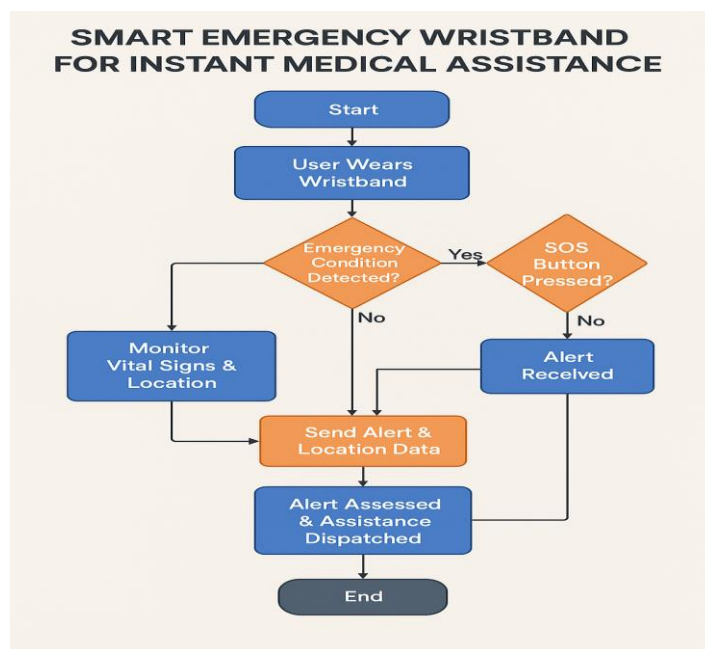 SMART EMERGENCY WRISTBAND
FOR INSTANT MEDICAL ASSISTANCE
Start
User Wears
Wristband
Emergency
Condition
Detected?
Yes
SOS
Button
Pressed?
No
No
Monitor
Vital Signs &
Location
Alert
Received
Send Alert &
Location Data
Alert Assessed
& Assistance
Dispatched
End